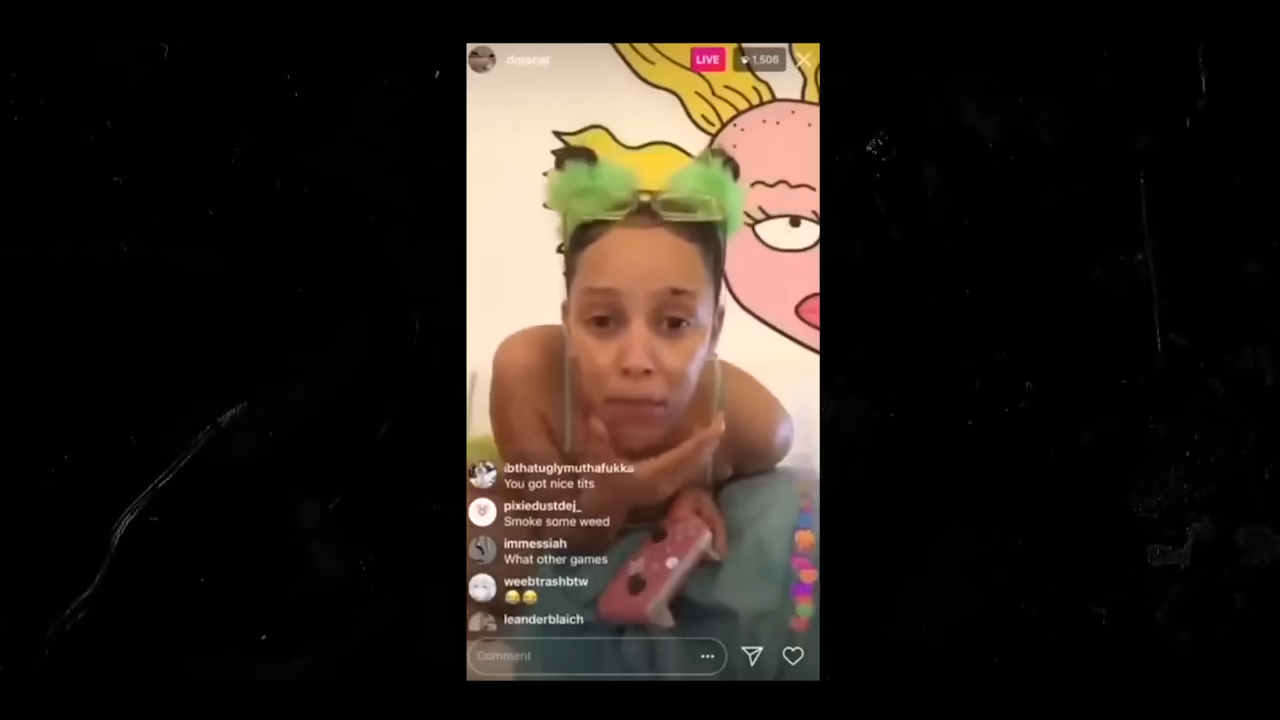 dojacat
LIVE
1,506
ibthatuglymuthafukka
You got nice tits
pixiedustdej_
Smoke some weed
immessiah
What other games
weebtrashbtw
😂😂
leanderblaich
Comment